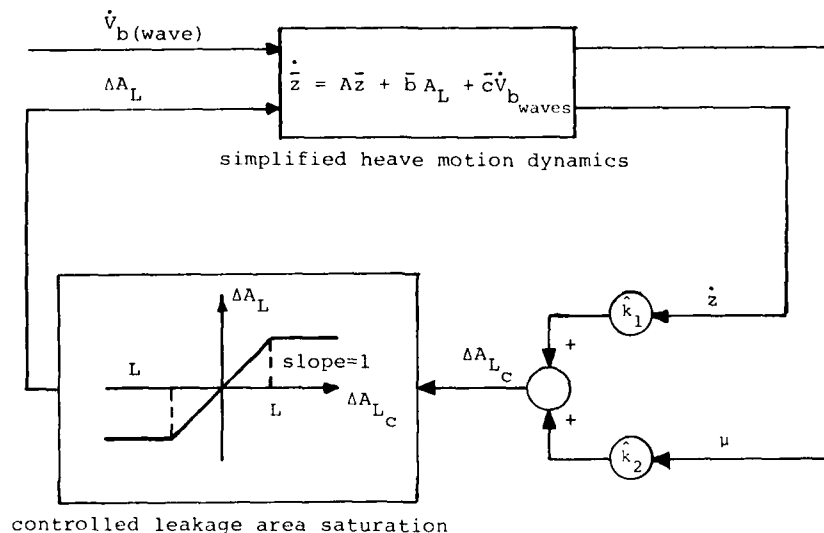 V̇b(wave)
ΔAL
z̄̇ = Az̄ + b̄ AL + c̄V̇bwaves
simplified heave motion dynamics
ΔAL
slope=1
L
L
ΔALc
ΔALc
+
+
k̂1
ż
k̂2
μ
controlled leakage area saturation